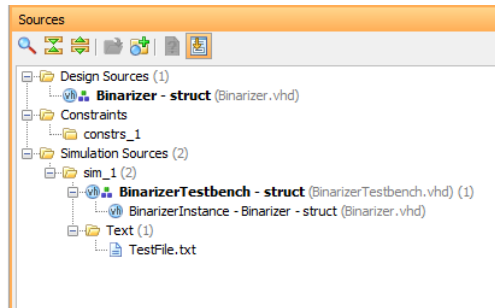 Sources
Design Sources (1)
Binarizer - struct (Binarizer.vhd)
Constraints
constrs_1
Simulation Sources (2)
sim_1 (2)
BinarizerTestbench - struct (BinarizerTestbench.vhd) (1)
BinarizerInstance - Binarizer - struct (Binarizer.vhd)
Text (1)
TestFile.txt